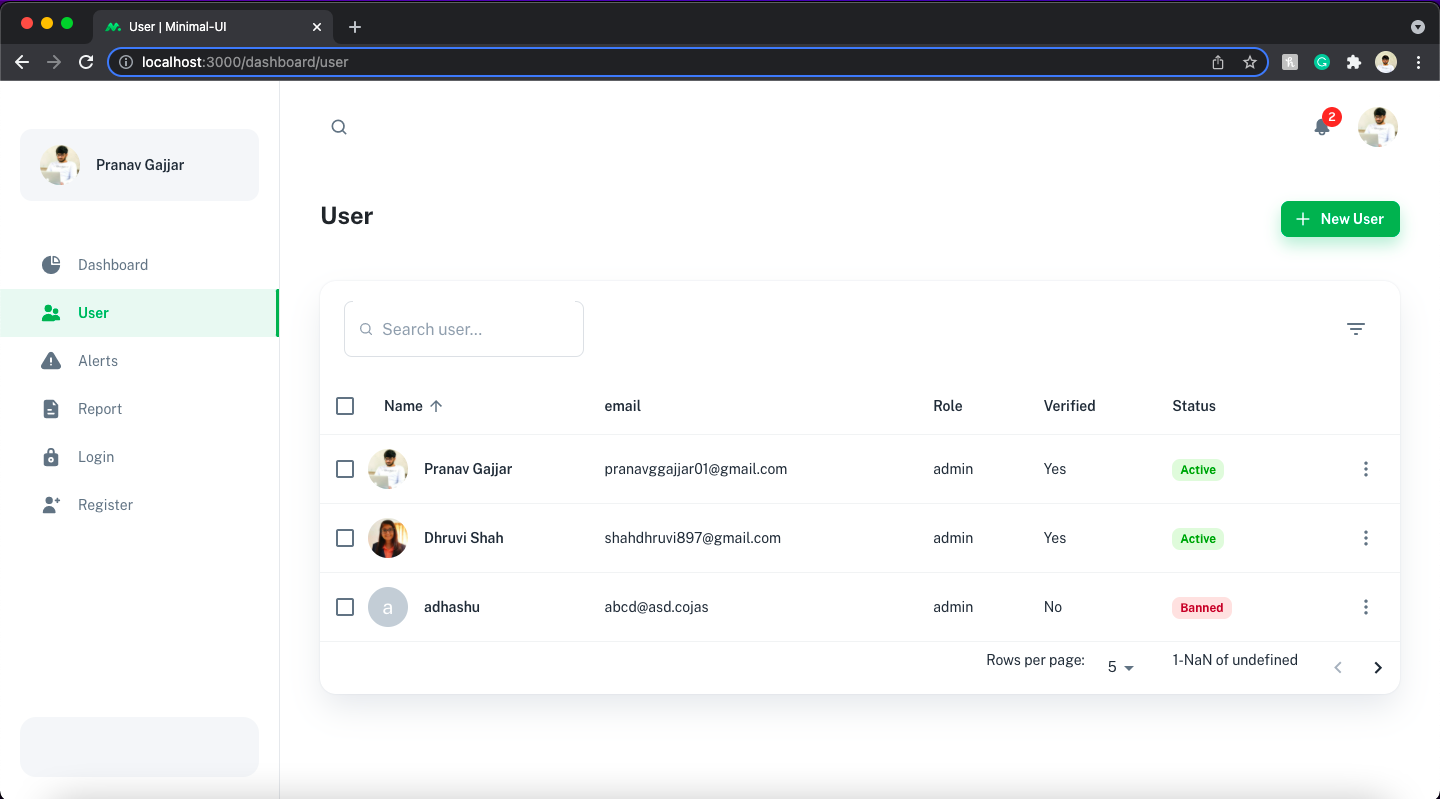 User | Minimal-UI
localhost:3000/dashboard/user
2
Pranav Gajjar
User
New User
Dashboard
User
Alerts
Report
Login
Register
Search user...
Name email Role Verified Status
Pranav Gajjar pranavggajjar01@gmail.com admin Yes Active
Dhruvi Shah shahdhruvi897@gmail.com admin Yes Active
a adhashu abcd@asd.cojas admin No Banned
Rows per page: 5 1-NaN of undefined